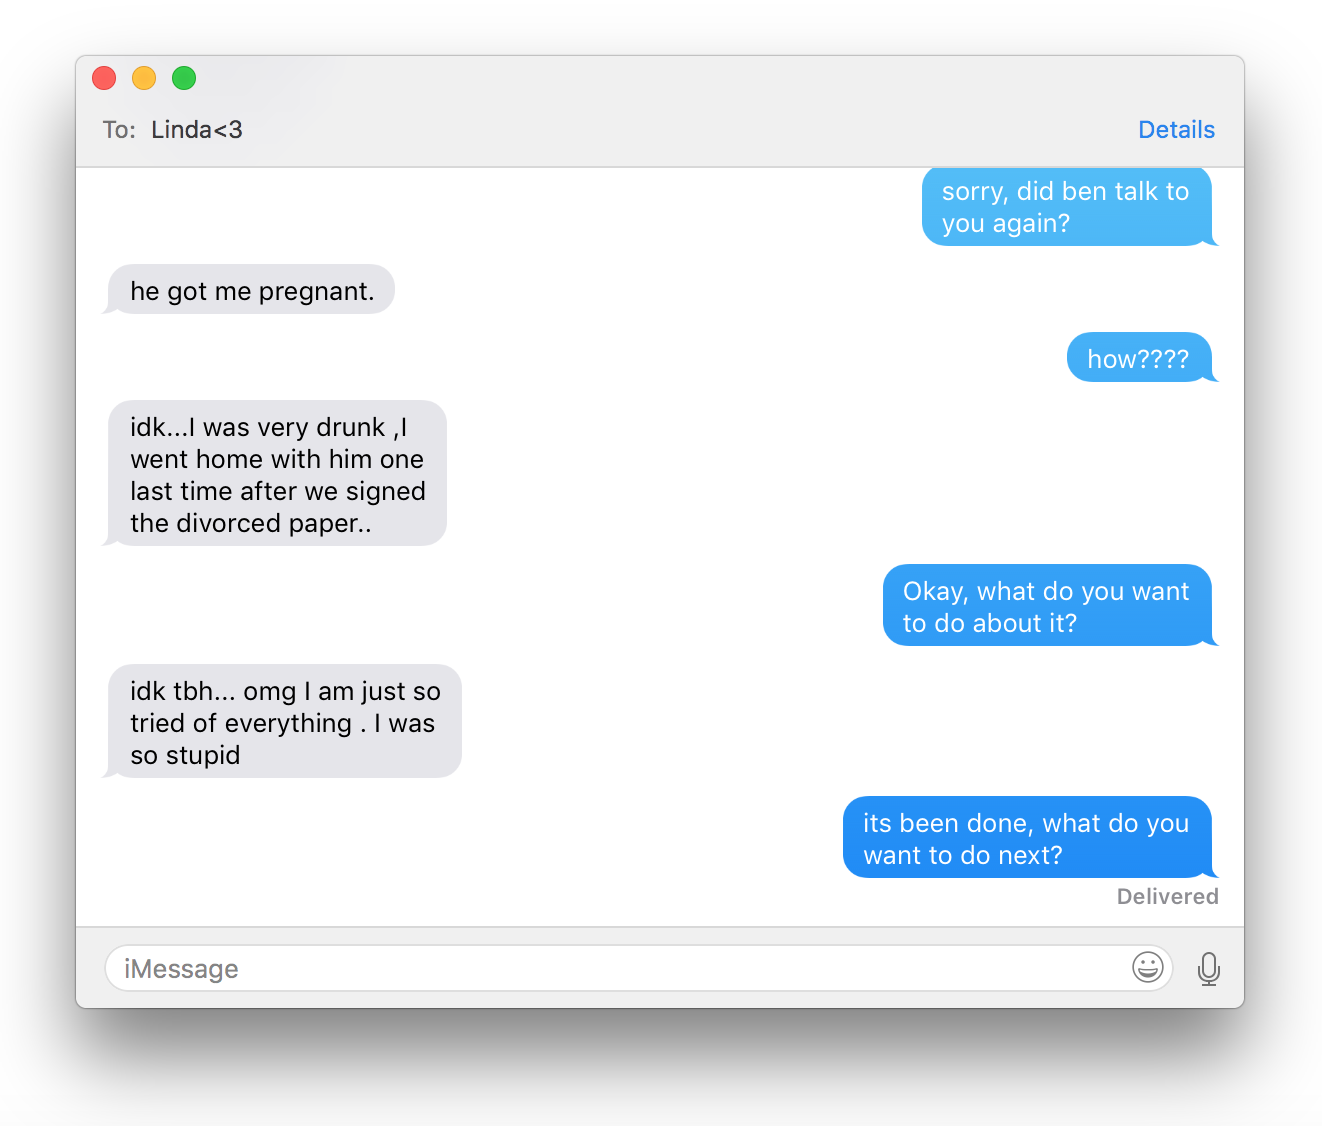 To: Linda<3
Details
sorry, did ben talk to
you again?
he got me pregnant.
how????
idk...I was very drunk ,I
went home with him one
last time after we signed
the divorced paper..
Okay, what do you want
to do about it?
idk tbh... omg I am just so
tried of everything . I was
so stupid
its been done, what do you
want to do next?
Delivered
iMessage